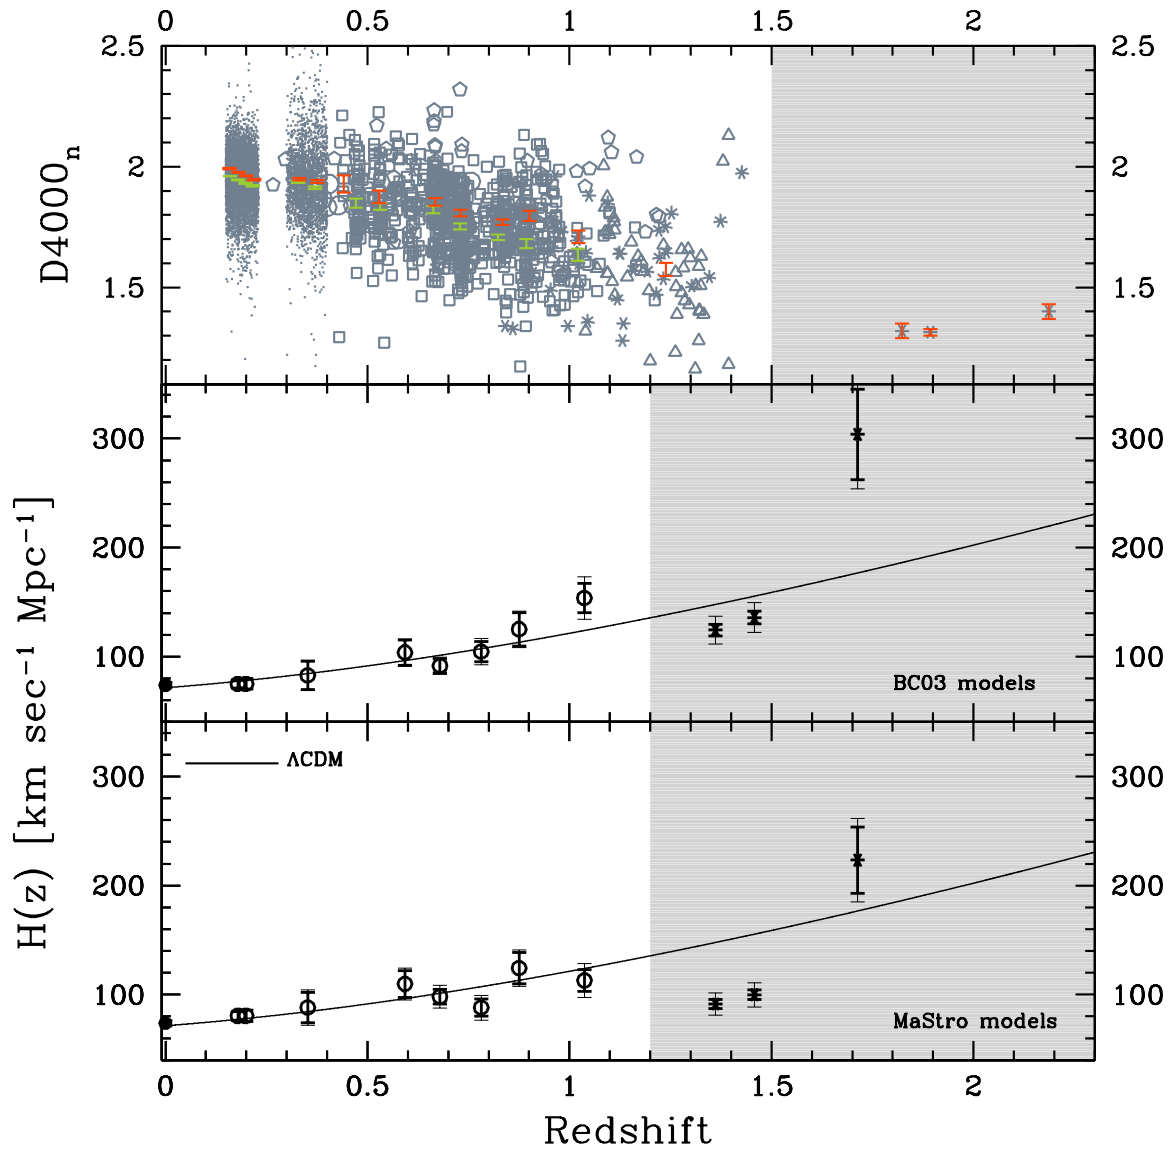 0 0.5 1 1.5 2
2.5 2.5
2 2
1.5 1.5
D4000n
300 300
200 200
100 100
BC03 models
H(z) [km sec⁻¹ Mpc⁻¹]
ΛCDM
300 300
200 200
100 100
MaStro models
0 0.5 1 1.5 2
Redshift